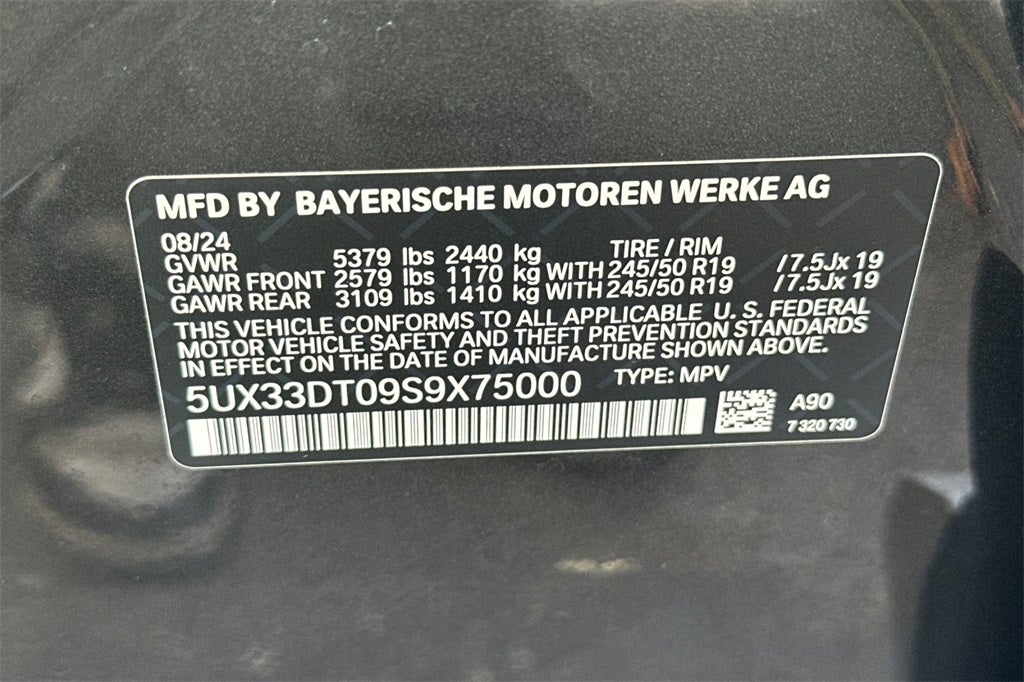 MFD BY BAYERISCHE MOTOREN WERKE AG
08/24
GVWR 5379 lbs 2440 kg TIRE / RIM
GAWR FRONT 2579 lbs 1170 kg WITH 245/50 R19 / 7.5Jx 19
GAWR REAR 3109 lbs 1410 kg WITH 245/50 R19 / 7.5Jx 19
THIS VEHICLE CONFORMS TO ALL APPLICABLE U. S. FEDERAL
MOTOR VEHICLE SAFETY AND THEFT PREVENTION STANDARDS
IN EFFECT ON THE DATE OF MANUFACTURE SHOWN ABOVE.
5UX33DT09S9X75000 TYPE: MPV
A90
7 320 730